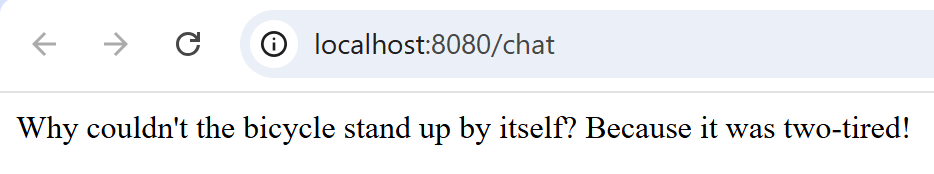 localhost:8080/chat
Why couldn't the bicycle stand up by itself? Because it was two-tired!